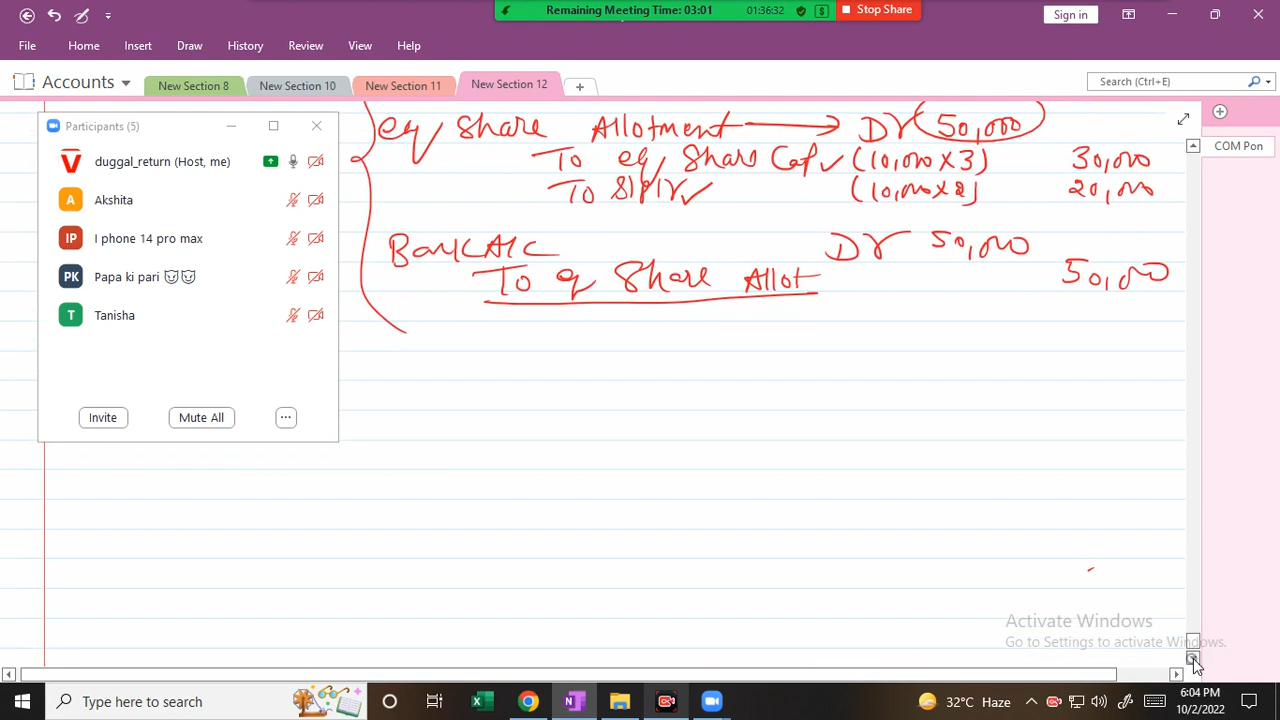 Remaining Meeting Time: 03:01
01:36:32
Stop Share
Sign in
File Home Insert Draw History Review View Help
Accounts
New Section 8 New Section 10 New Section 11 New Section 12
Search (Ctrl+E)
COM Pon
Participants (5)
duggal_return (Host, me)
A Akshita
IP I phone 14 pro max
PK Papa ki pari
T Tanisha
Invite Mute All ...
eq Share Allotment → Dr 50,000
To eq Share Cap (10,000 x 3) 30,000
To (10,000 x 2) 20,000
Bank A/c Dr 50,000
To eq Share Allot 50,000
Activate Windows
Go to Settings to activate Windows.
Type here to search
32°C Haze
6:04 PM
10/2/2022